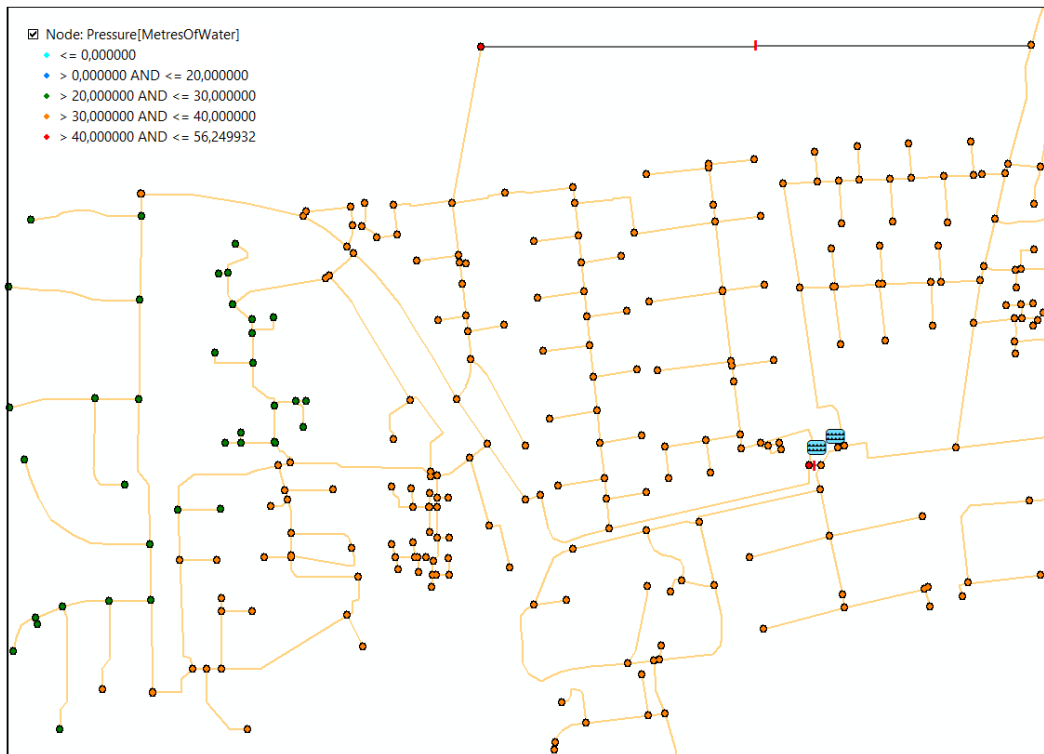 Node: Pressure[MetresOfWater]
<= 0,000000
> 0,000000 AND <= 20,000000
> 20,000000 AND <= 30,000000
> 30,000000 AND <= 40,000000
> 40,000000 AND <= 56,249932